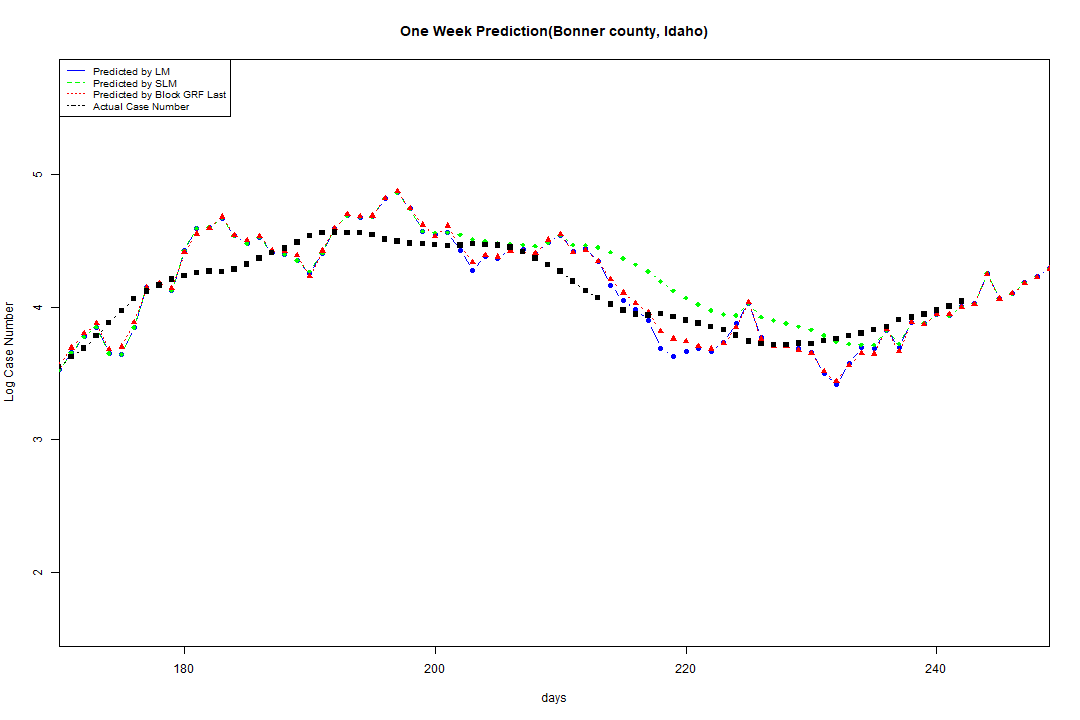 One Week Prediction(Bonner county, Idaho)
Predicted by LM
Predicted by SLM
Predicted by Block GRF Last
Actual Case Number
5
4
3
2
Log Case Number
180 200 220 240
days